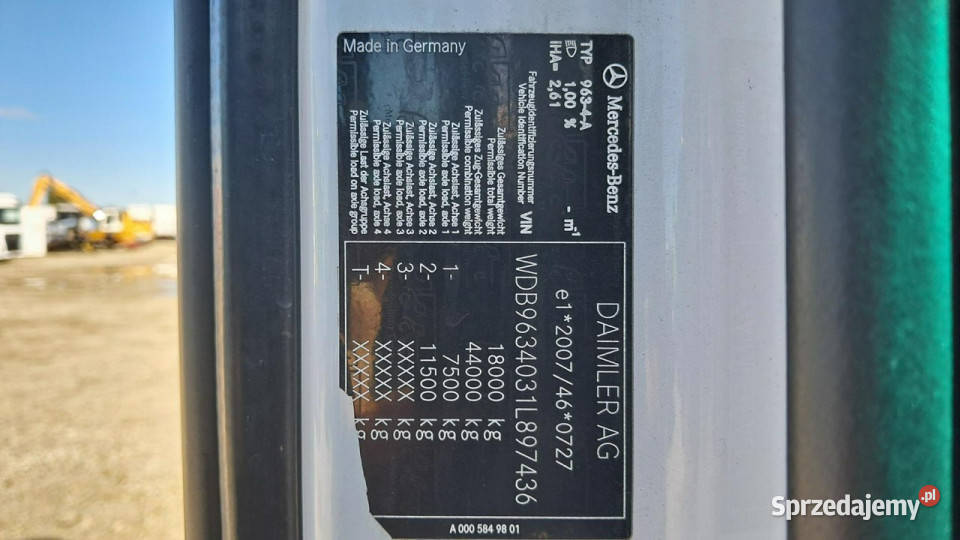 Mercedes-Benz
TYP 963-4-A
1,00 % - m⁻¹
iHA= 2,61
DAIMLER AG
e1*2007/46*0727
Fahrzeugidentifizierungsnummer
Vehicle Identification Number VIN WDB9634031L897436
Zulässiges Gesamtgewicht
Permissible total weight 18000 kg
Zulässiges Zug-Gesamtgewicht
Permissible combination weight 44000 kg
Zulässige Achslast, Achse 1
Permissible axle load, axle 1 1- 7500 kg
Zulässige Achslast, Achse 2
Permissible axle load, axle 2 2- 11500 kg
Zulässige Achslast, Achse 3
Permissible axle load, axle 3 3- XXXXX kg
Zulässige Achslast, Achse 4
Permissible axle load, axle 4 4- XXXXX kg
Zulässige Last der Achsgruppe
Permissible load on axle group T- XXXXX kg
Made in Germany
A 000 584 98 01
Sprzedajemy.pl